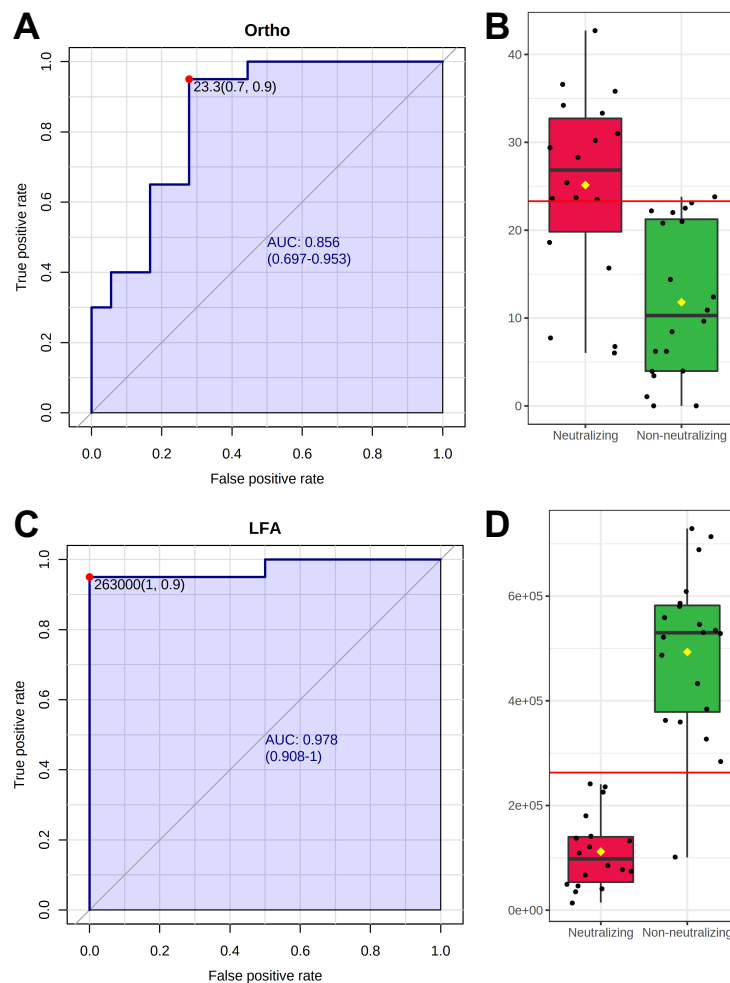 A
Ortho
True positive rate
1.0
0.8
0.6
0.4
0.2
0.0
23.3(0.7, 0.9)
AUC: 0.856
(0.697-0.953)
0.0 0.2 0.4 0.6 0.8 1.0
False positive rate
B
40
30
20
10
0
Neutralizing Non-neutralizing
C
LFA
True positive rate
1.0
0.8
0.6
0.4
0.2
0.0
263000(1, 0.9)
AUC: 0.978
(0.908-1)
0.0 0.2 0.4 0.6 0.8 1.0
False positive rate
D
6e+05
4e+05
2e+05
0e+00
Neutralizing Non-neutralizing